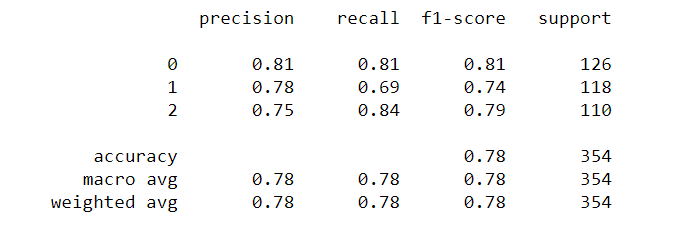 precision recall f1-score support
0 0.81 0.81 0.81 126
1 0.78 0.69 0.74 118
2 0.75 0.84 0.79 110
accuracy 0.78 354
macro avg 0.78 0.78 0.78 354
weighted avg 0.78 0.78 0.78 354